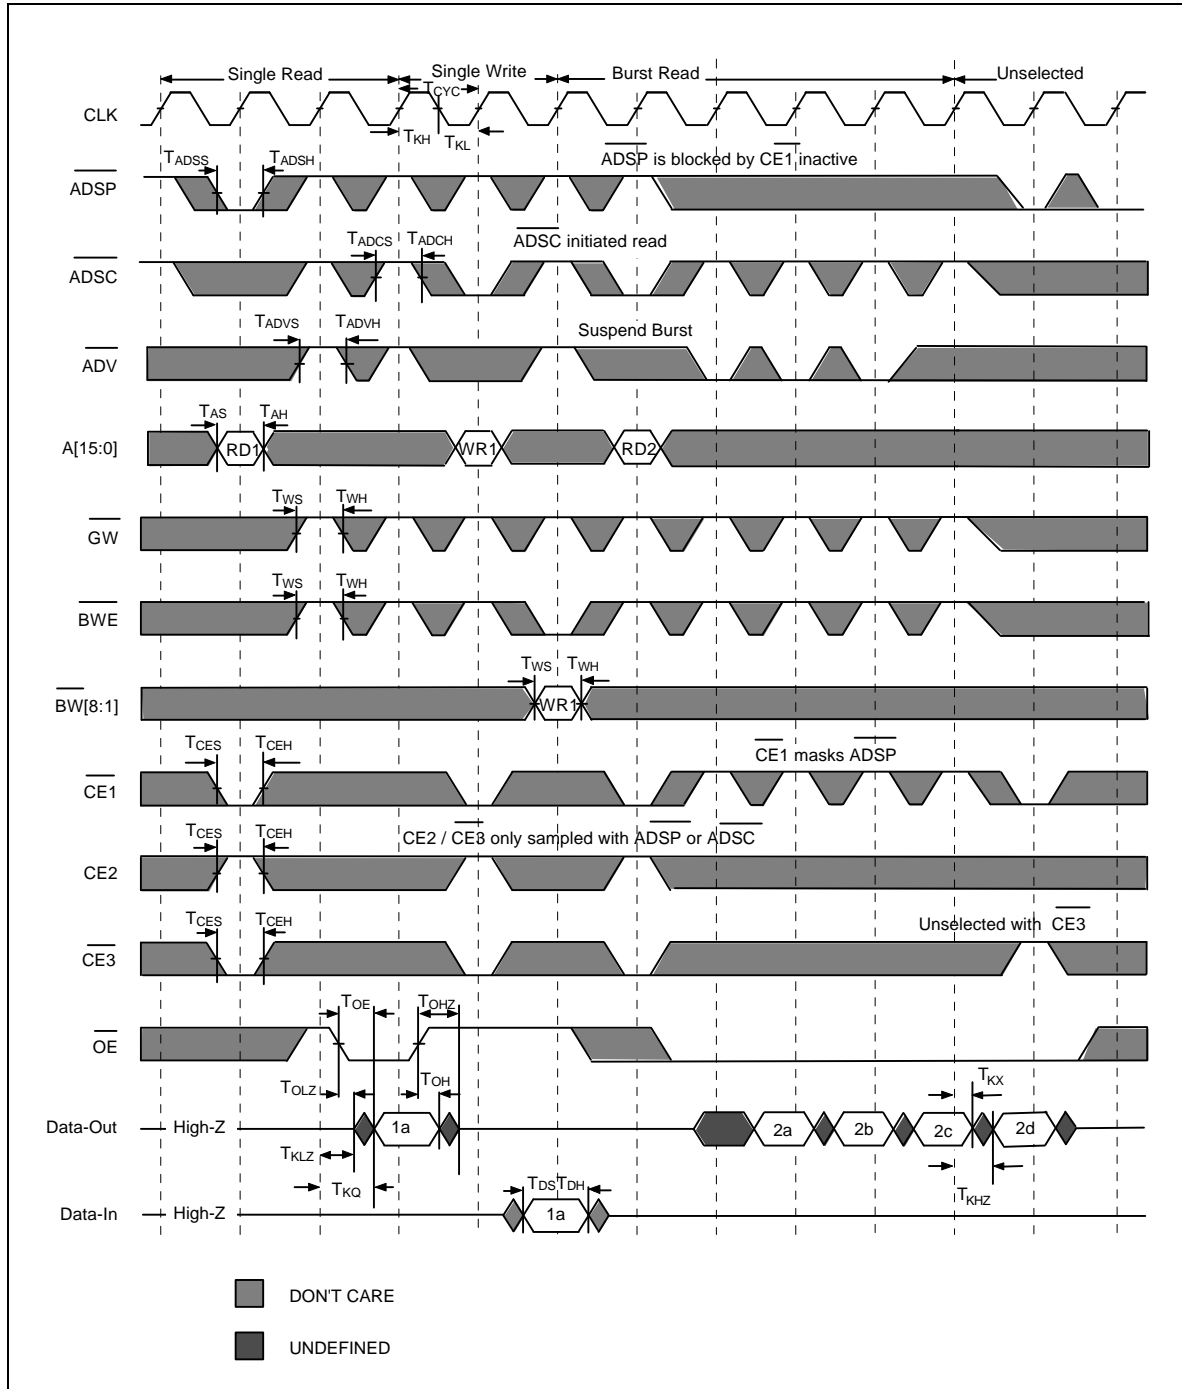 Single Read Single Write Burst Read Unselected
TCYC
CLK
TKH TKL
TADSS TADSH ADSP is blocked by CE1 inactive
ADSP
TADCS TADCH ADSC initiated read
ADSC
TADVS TADVH Suspend Burst
ADV
TAS TAH
A[15:0] RD1 WR1 RD2
TWS TWH
GW
TWS TWH
BWE
TWS TWH
BW[8:1] WR1
TCES TCEH CE1 masks ADSP
CE1
TCES TCEH CE2 / CE3 only sampled with ADSP or ADSC
CE2
TCES TCEH Unselected with CE3
CE3
TOE TOHZ
OE
TOLZ TOH TKX
Data-Out High-Z 1a 2a 2b 2c 2d
TKLZ
TKQ TDS TDH TKHZ
Data-In High-Z 1a
DON'T CARE
UNDEFINED